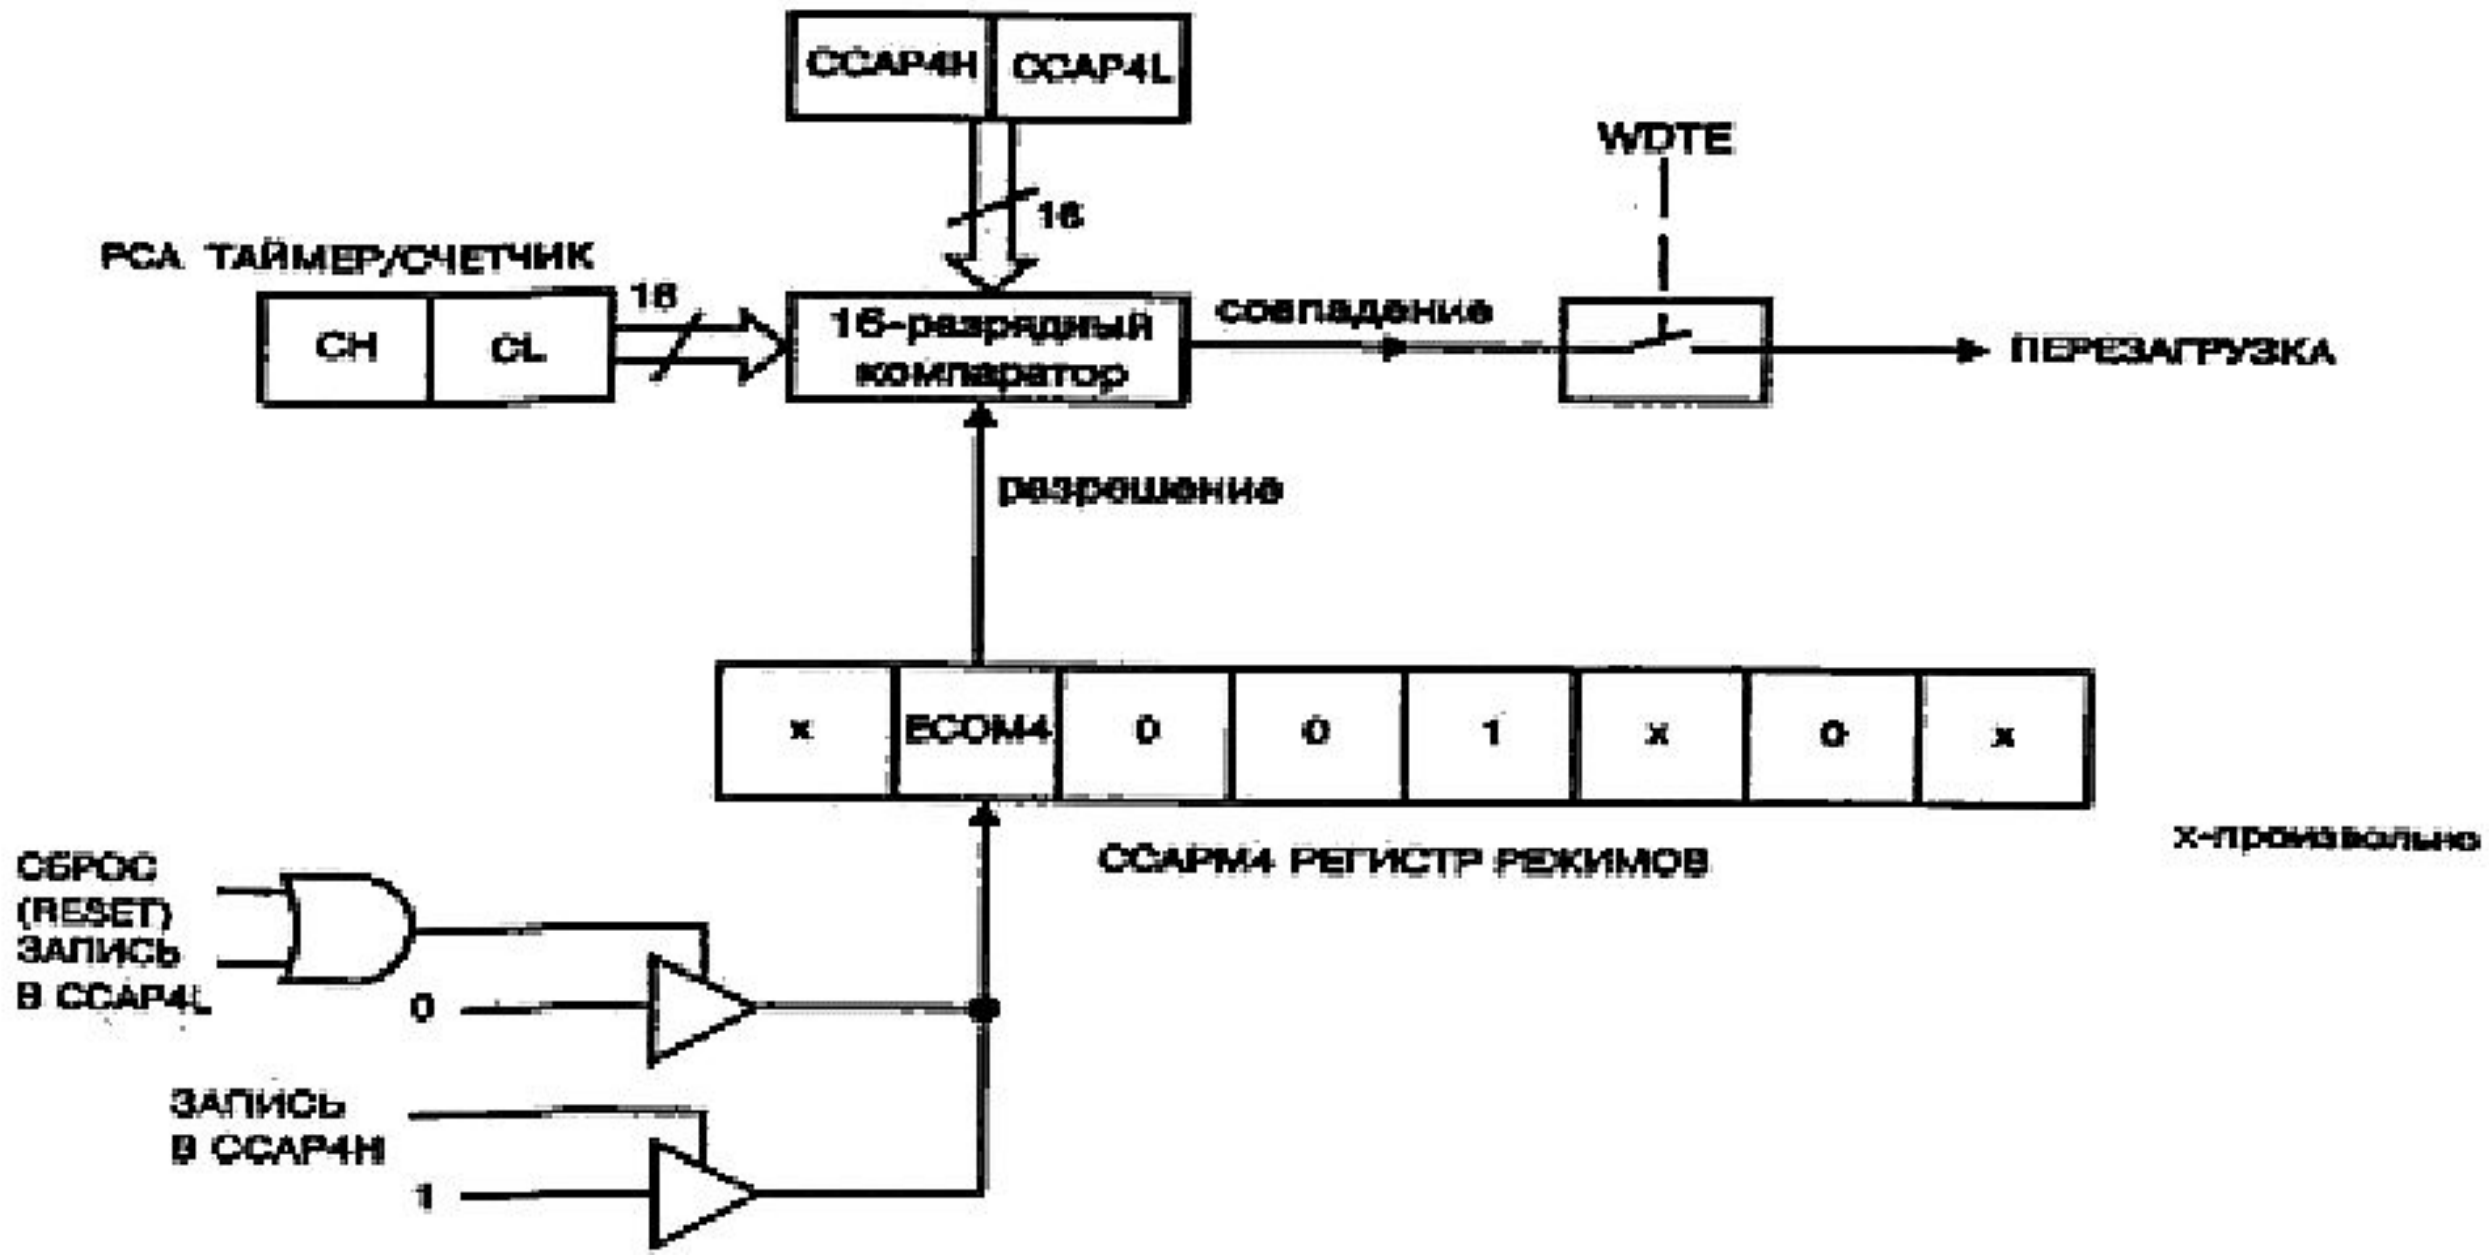 CCAP4H CCAP4L
WDTE
16
PCA ТАЙМЕР/СЧЕТЧИК
16
CH CL
16-разрядный
компаратор
совпадение
ПЕРЕЗАГРУЗКА
разрешение
x ECOM4 0 0 1 x 0 x
CCAPM4 РЕГИСТР РЕЖИМОВ
x-произвольно
СБРОС
(RESET)
ЗАПИСЬ
В CCAP4L
0
ЗАПИСЬ
В CCAP4H
1